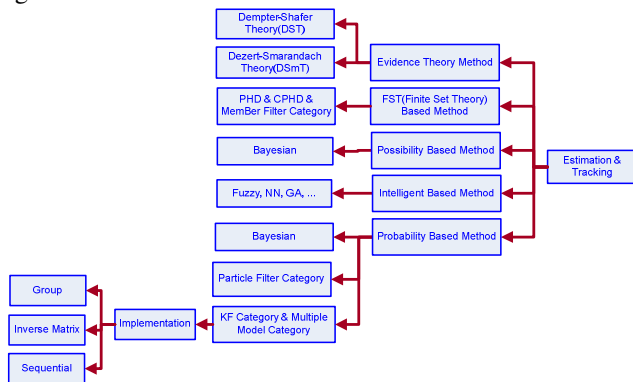 Dempter-Shafer
Theory(DST)
Dezert-Smarandach
Theory(DSmT)
Evidence Theory Method
PHD & CPHD &
MemBer Filter Category
FST(Finite Set Theory)
Based Method
Bayesian
Possibility Based Method
Estimation &
Tracking
Fuzzy, NN, GA, ...
Intelligent Based Method
Bayesian
Probability Based Method
Particle Filter Category
Group
Implementation
KF Category & Multiple
Model Category
Inverse Matrix
Sequential